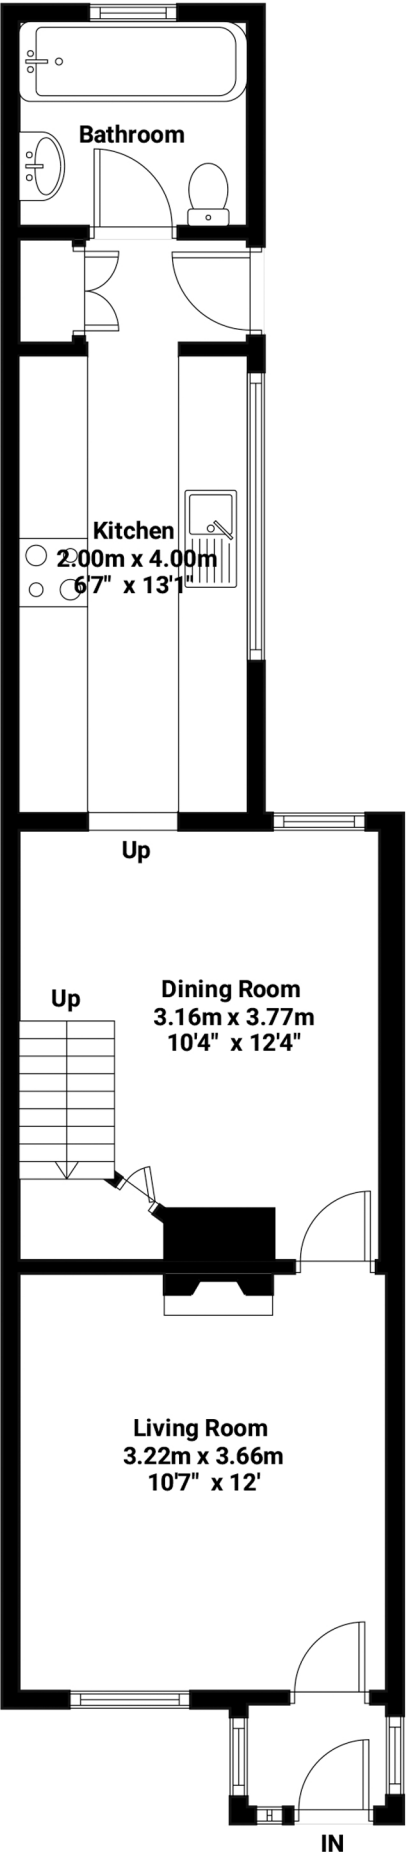 Bathroom
Kitchen
2.00m x 4.00m
6'7" x 13'1"
Up
Dining Room
3.16m x 3.77m
10'4" x 12'4"
Up
Living Room
3.22m x 3.66m
10'7" x 12'
IN